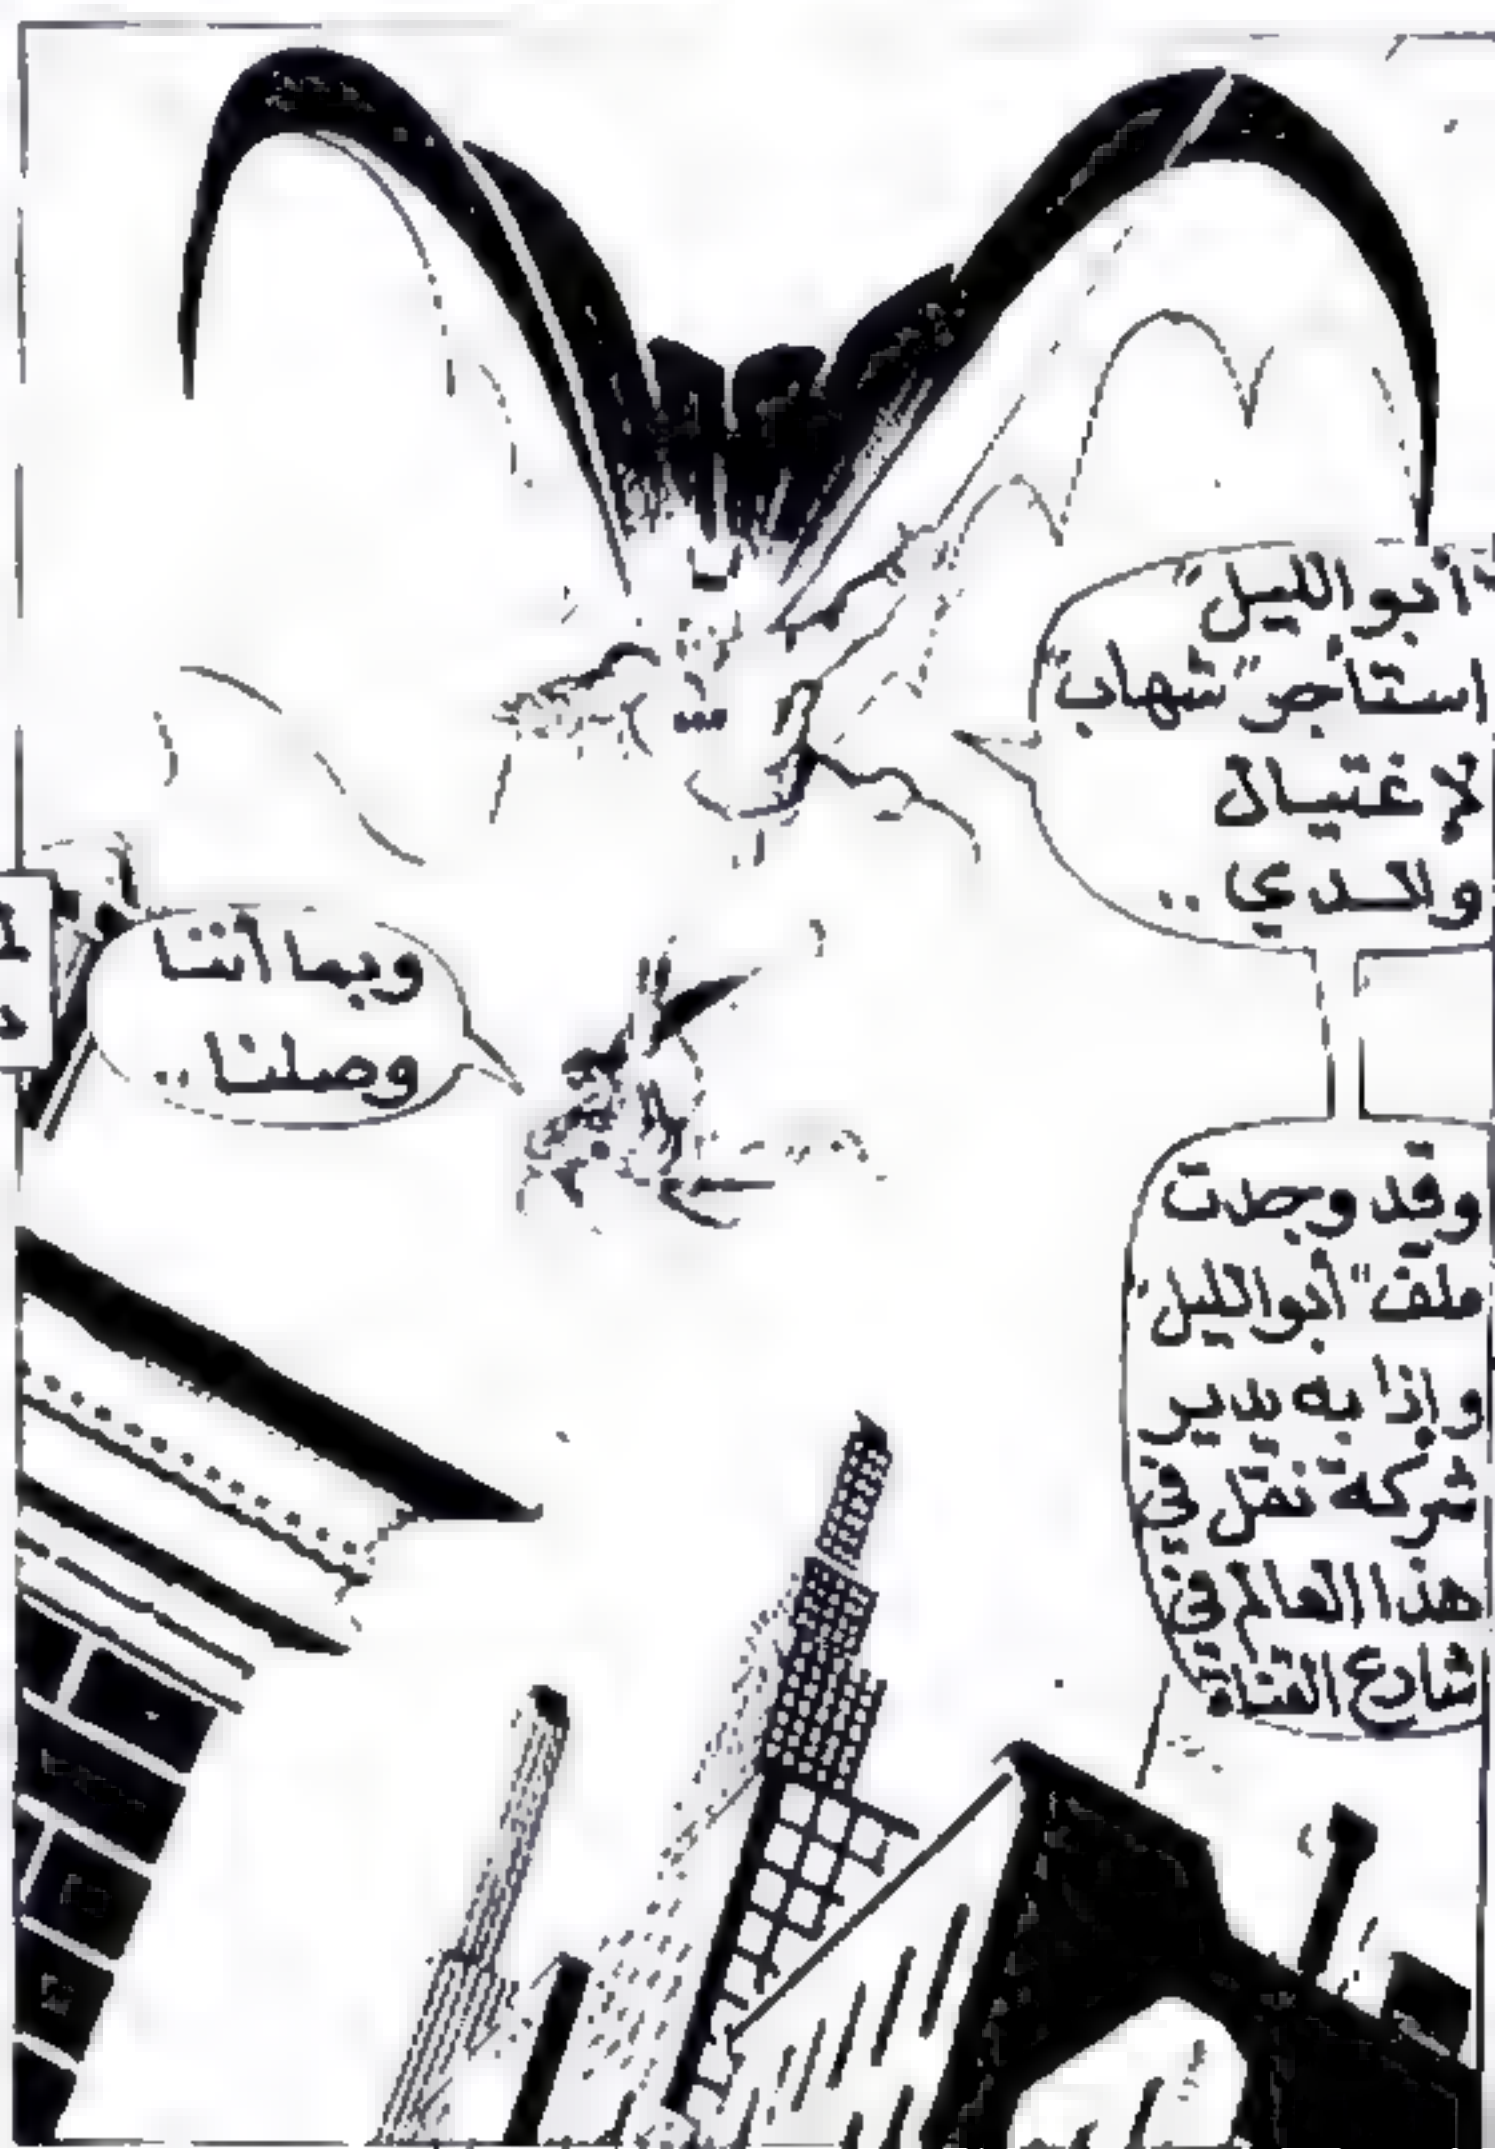 "أبو الليل"
استأجر "شهاب"
لإغتيال
والدي ..
وقد وجدت
ملف "أبو الليل"
وإذا به يدير
شركة نقل في
هذا العالم في
شارع القناة
وبما أننا
وصلنا ..